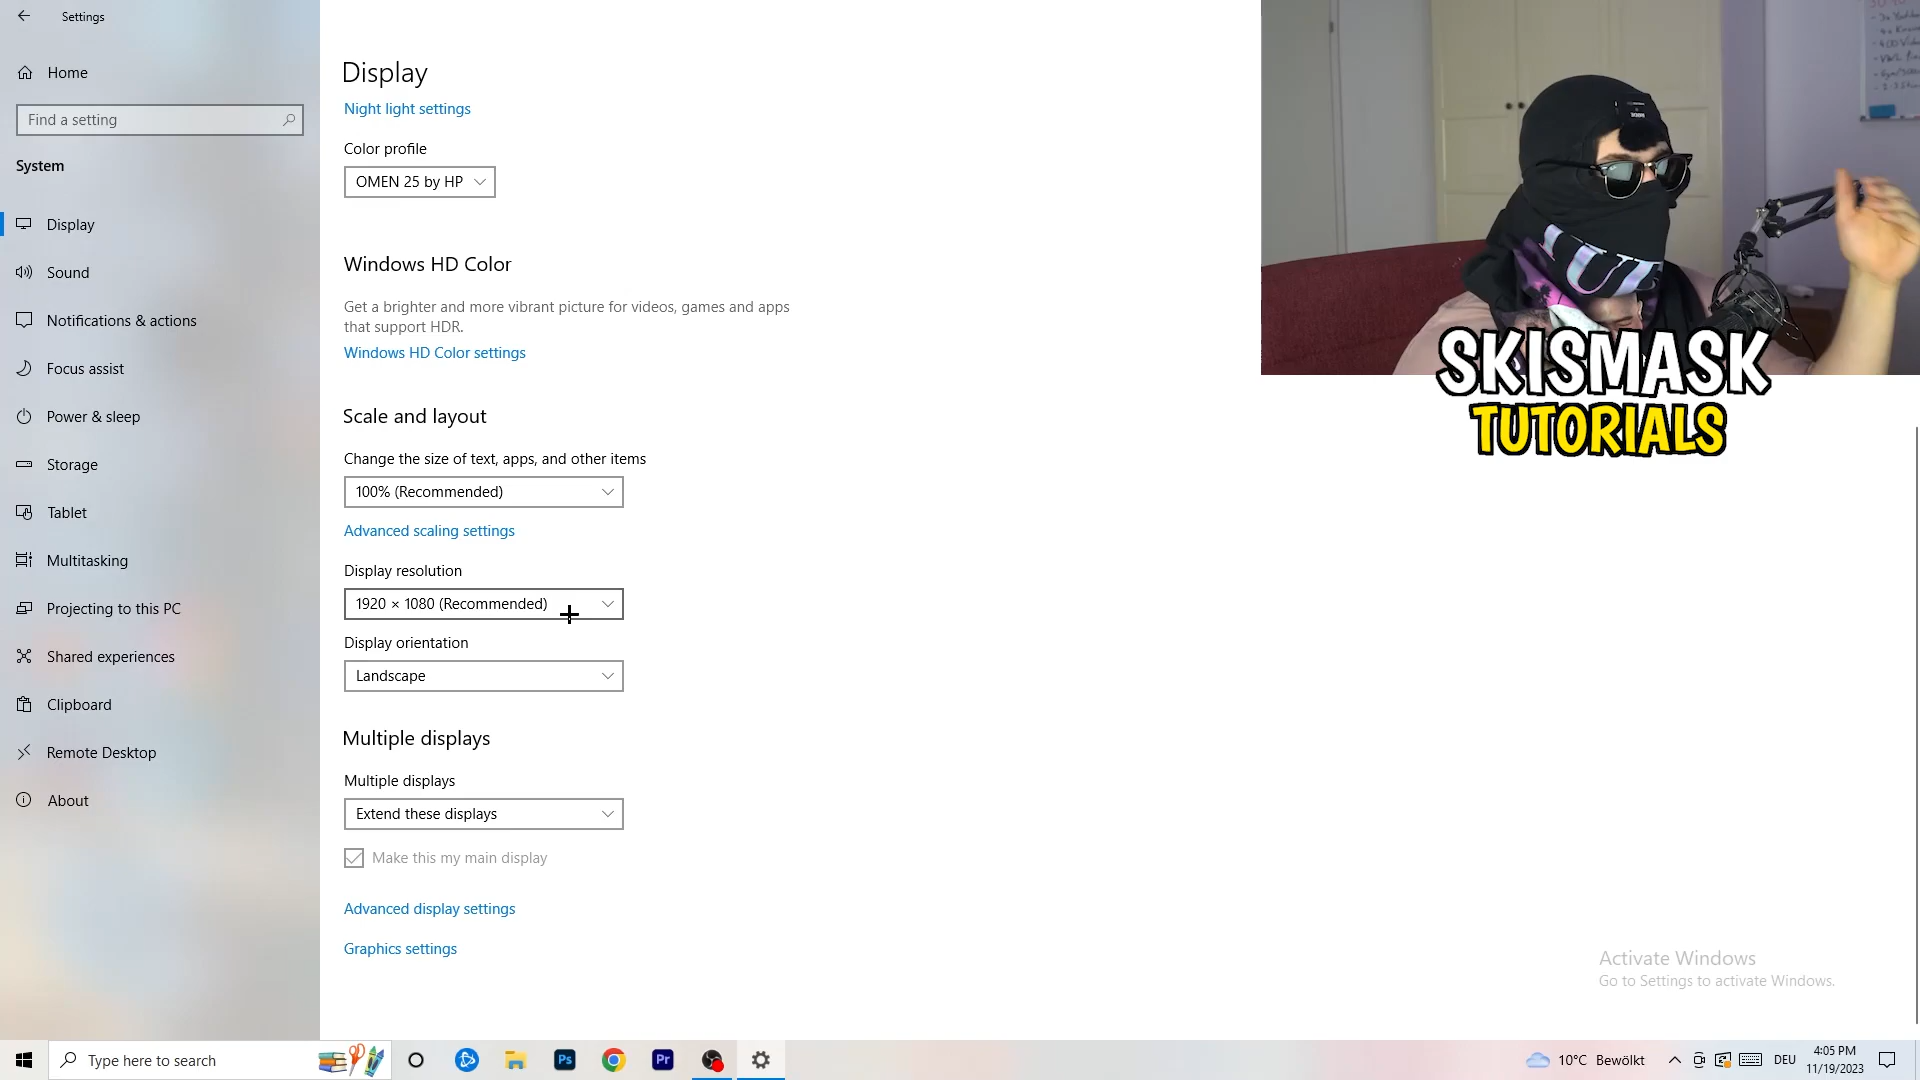 Settings
Home
Find a setting
System
Display
Sound
Notifications & actions
Focus assist
Power & sleep
Storage
Tablet
Multitasking
Projecting to this PC
Shared experiences
Clipboard
Remote Desktop
About
Display
Night light settings
Color profile
OMEN 25 by HP
Windows HD Color
Get a brighter and more vibrant picture for videos, games and apps
that support HDR.
Windows HD Color settings
Scale and layout
Change the size of text, apps, and other items
100% (Recommended)
Advanced scaling settings
Display resolution
1920 × 1080 (Recommended)
Display orientation
Landscape
Multiple displays
Multiple displays
Extend these displays
Make this my main display
Advanced display settings
Graphics settings
SKISMASK
TUTORIALS
Activate Windows
Go to Settings to activate Windows.
Type here to search
Ps
Pr
10°C Bewölkt
DEU
4:05 PM
11/19/2023